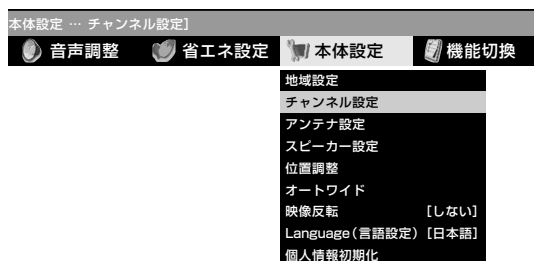 本体設定 … チャンネル設定]
音声調整 省エネ設定 本体設定 機能切換
地域設定
チャンネル設定
アンテナ設定
スピーカー設定
位置調整
オートワイド
映像反転 [しない]
Language(言語設定) [日本語]
個人情報初期化